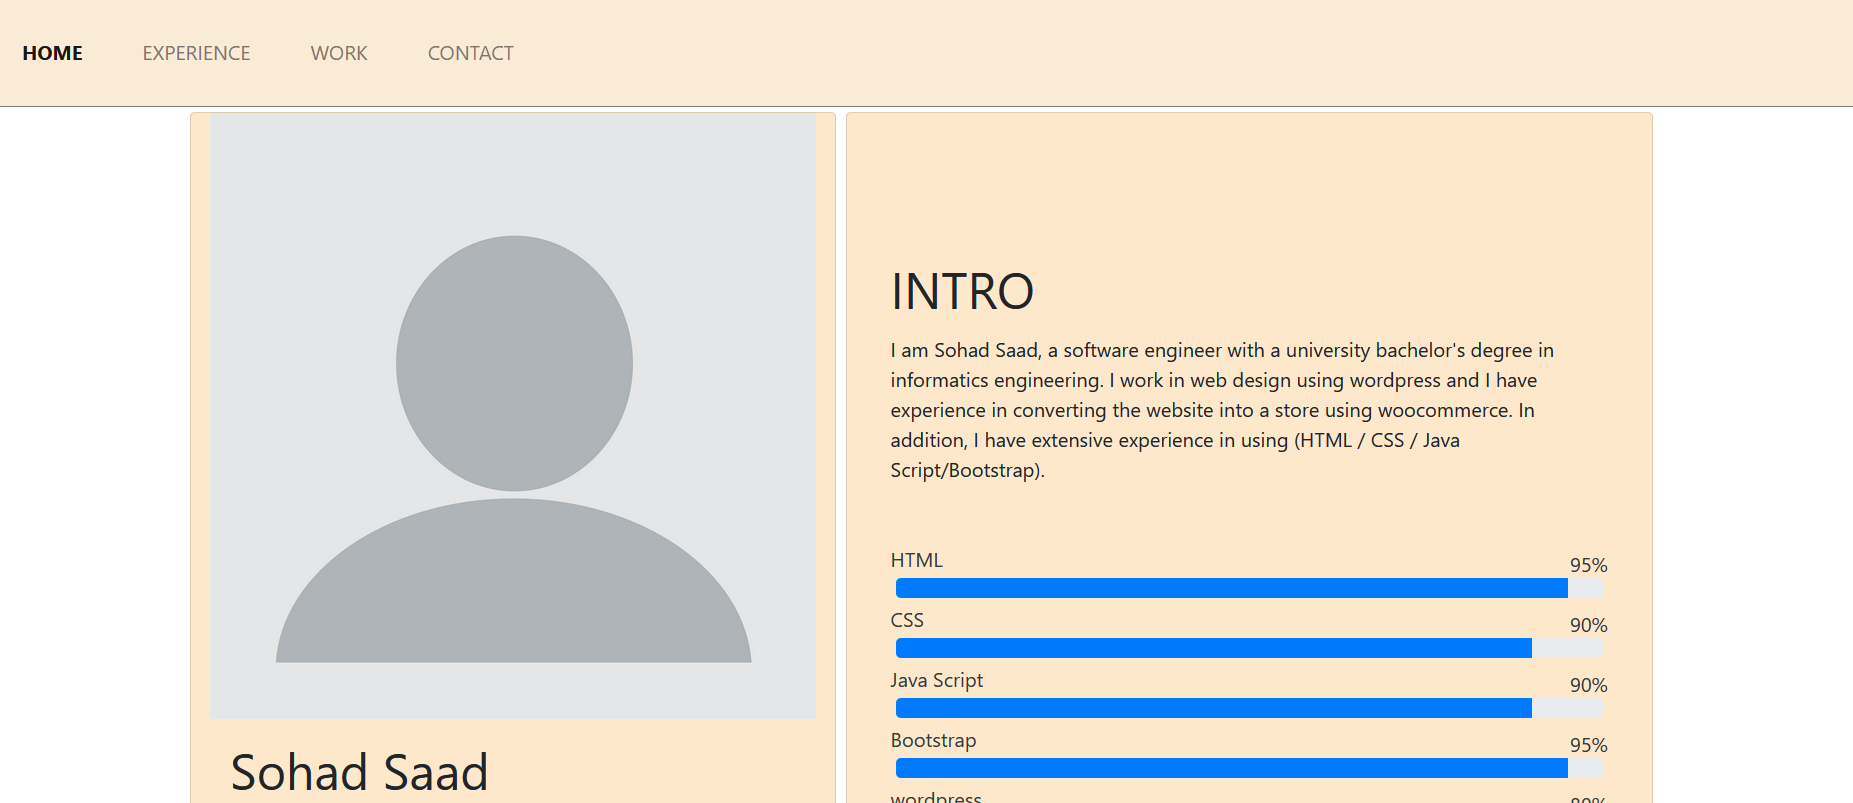 HOME EXPERIENCE WORK CONTACT
Sohad Saad
INTRO
I am Sohad Saad, a software engineer with a university bachelor's degree in
informatics engineering. I work in web design using wordpress and I have
experience in converting the website into a store using woocommerce. In
addition, I have extensive experience in using (HTML / CSS / Java
Script/Bootstrap).
HTML 95%
CSS 90%
Java Script 90%
Bootstrap 95%
wordpress